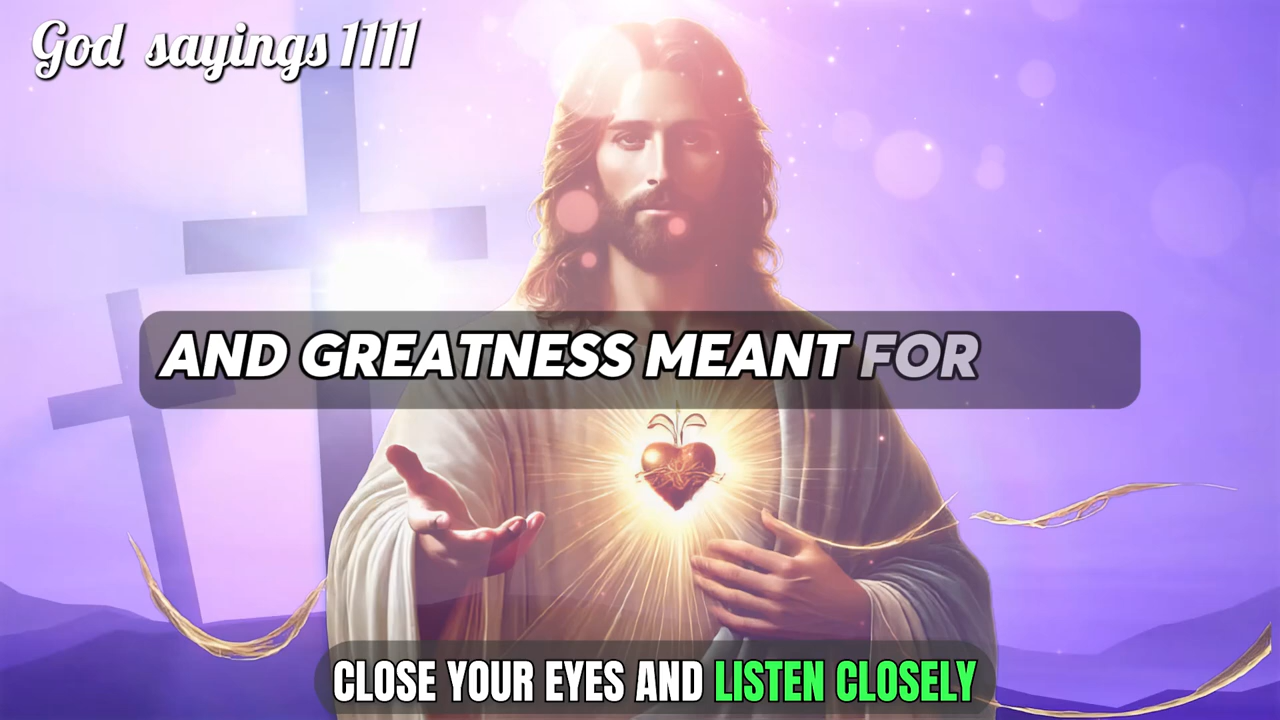 God sayings 1111
AND GREATNESS MEANT FOR
CLOSE YOUR EYES AND LISTEN CLOSELY